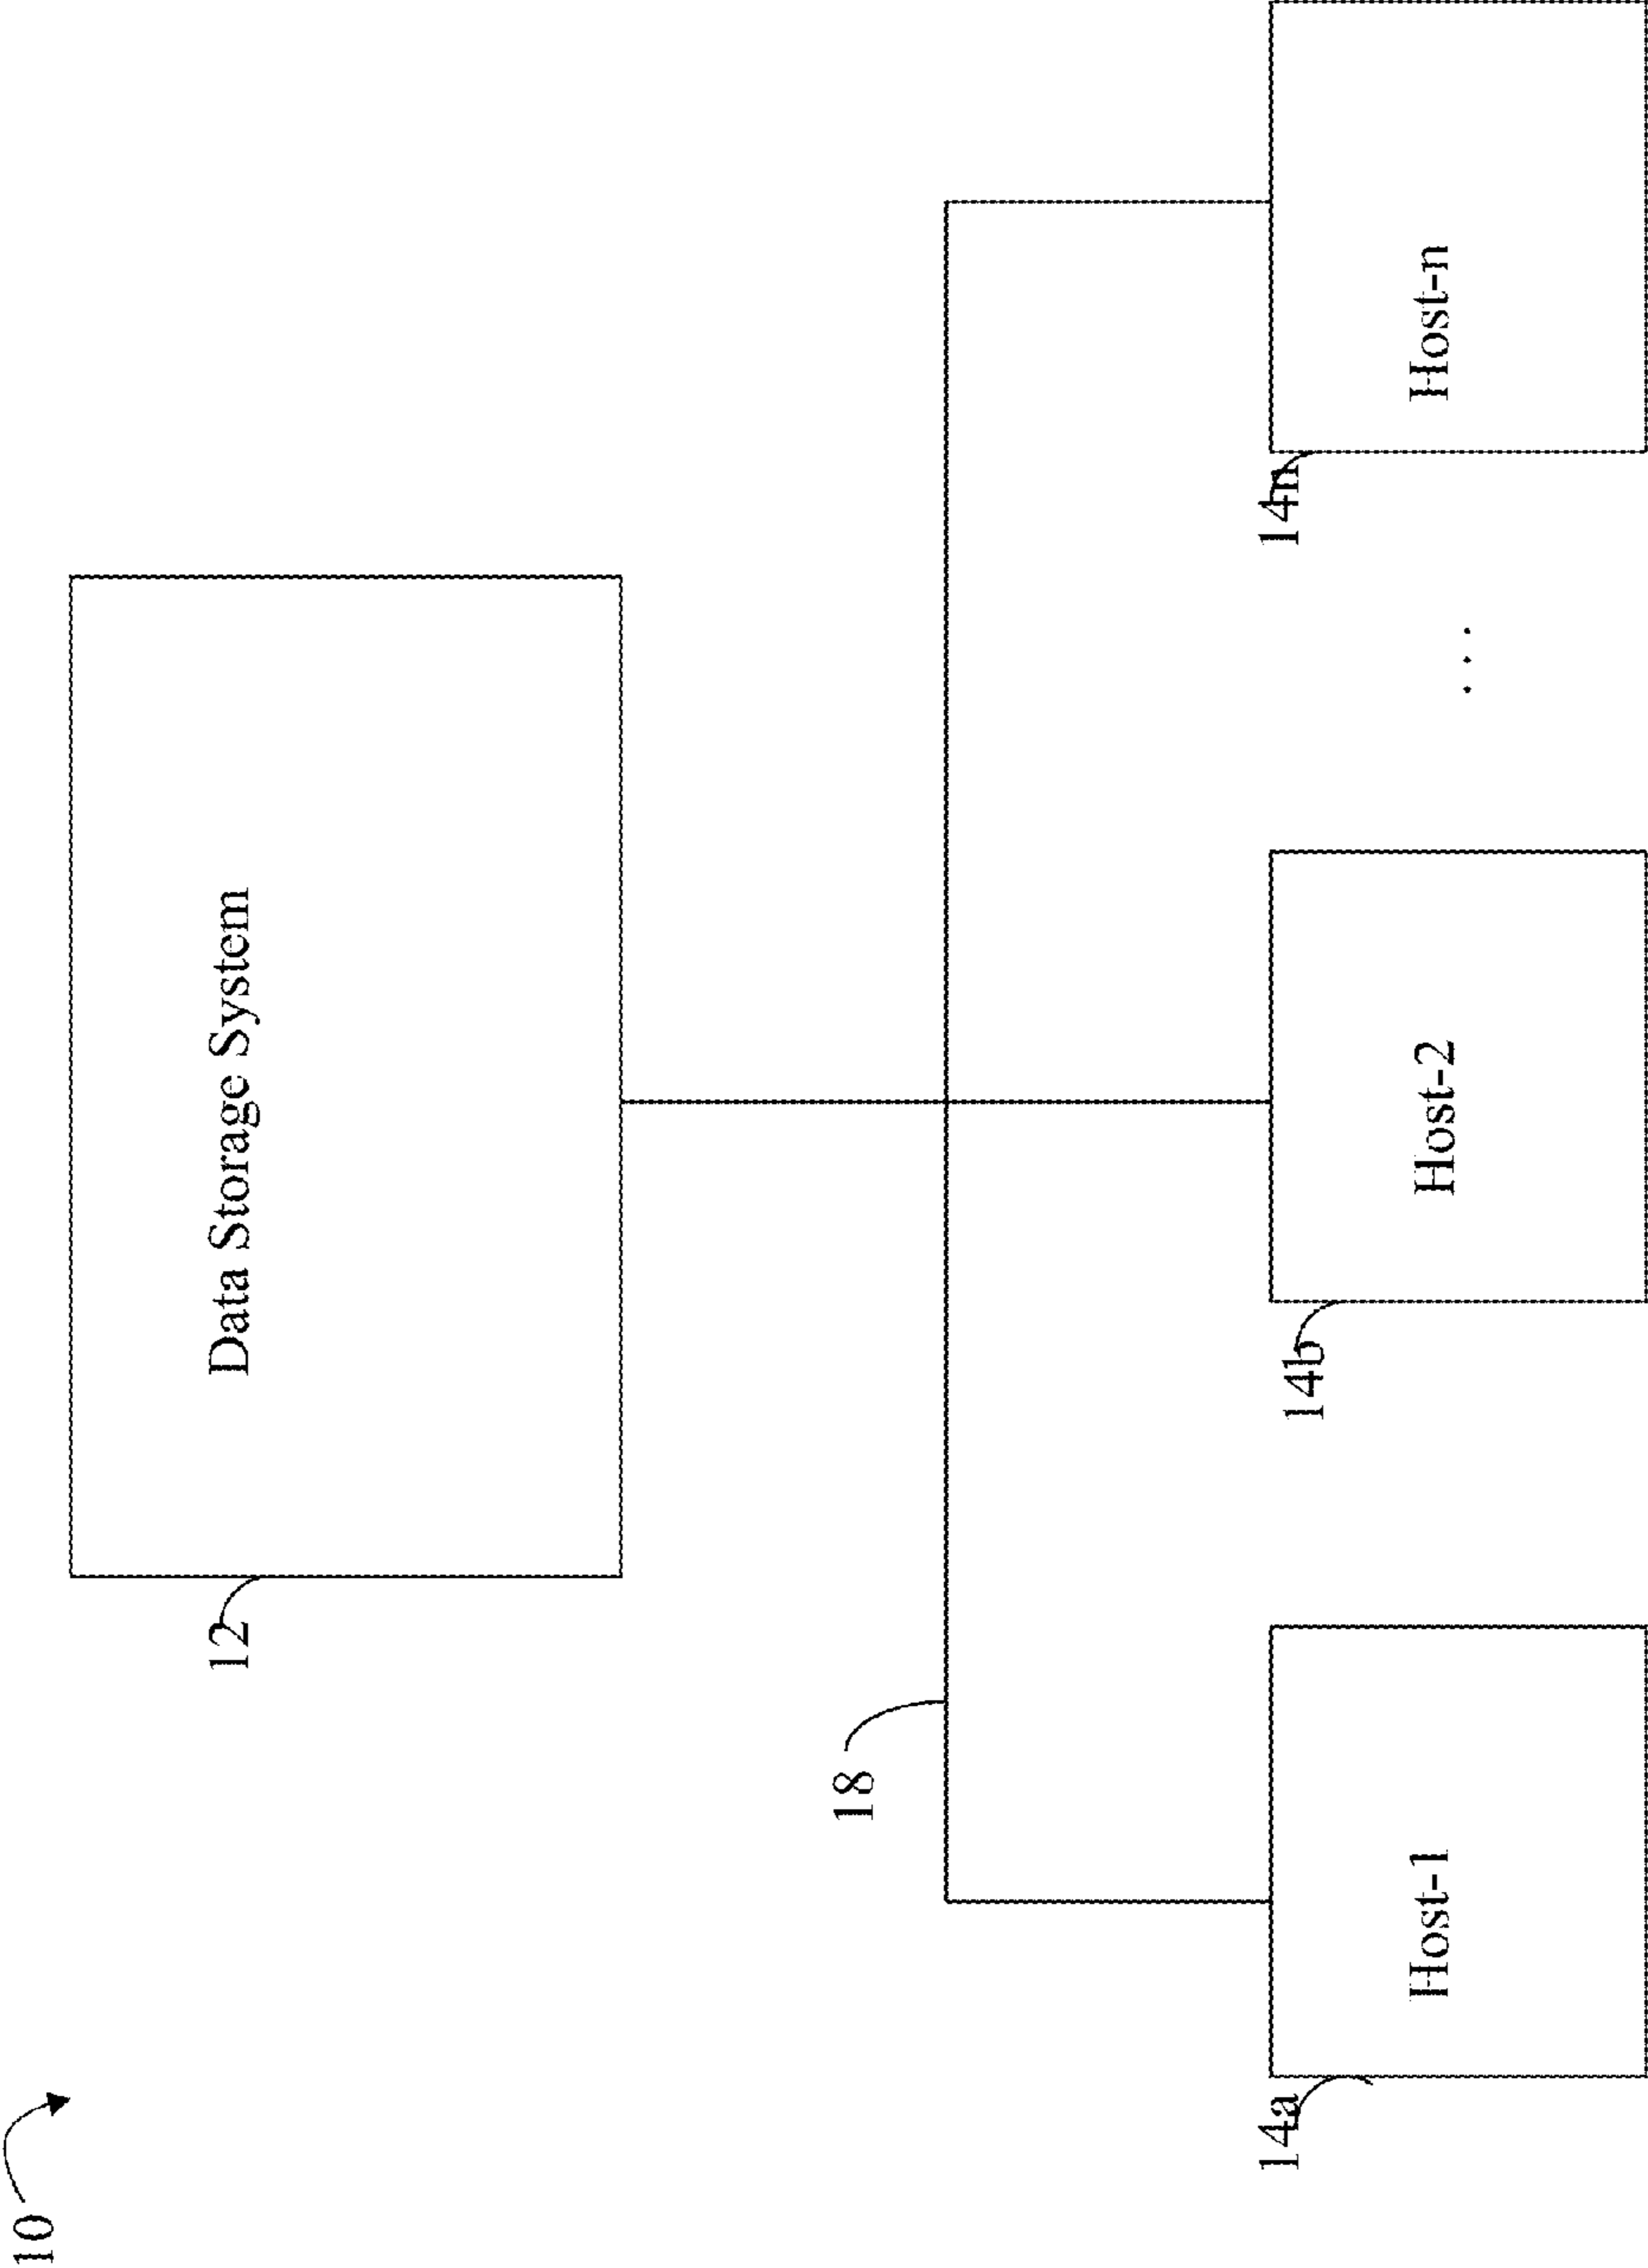 10
12
Data Storage System
18
14a
Host-1
14b
Host-2
. . .
14n
Host-n